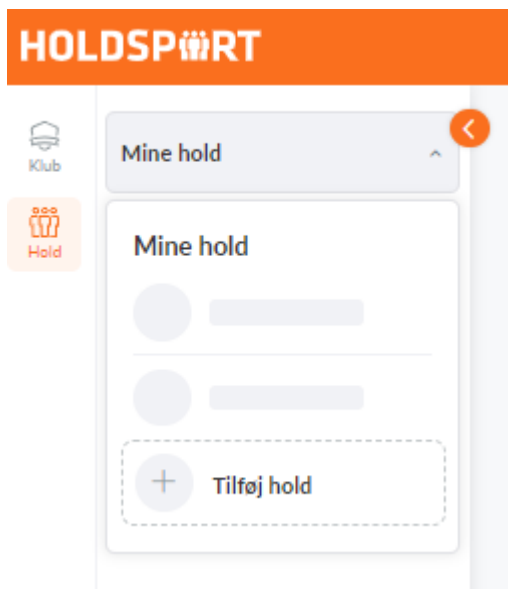 HOLDSPORT
Klub
Hold
Mine hold
Mine hold
Tilføj hold